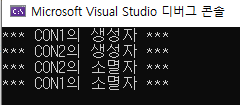 Microsoft Visual Studio 디버그 콘솔
*** CON1의 생성자 ***
*** CON2의 생성자 ***
*** CON2의 소멸자 ***
*** CON1의 소멸자 ***